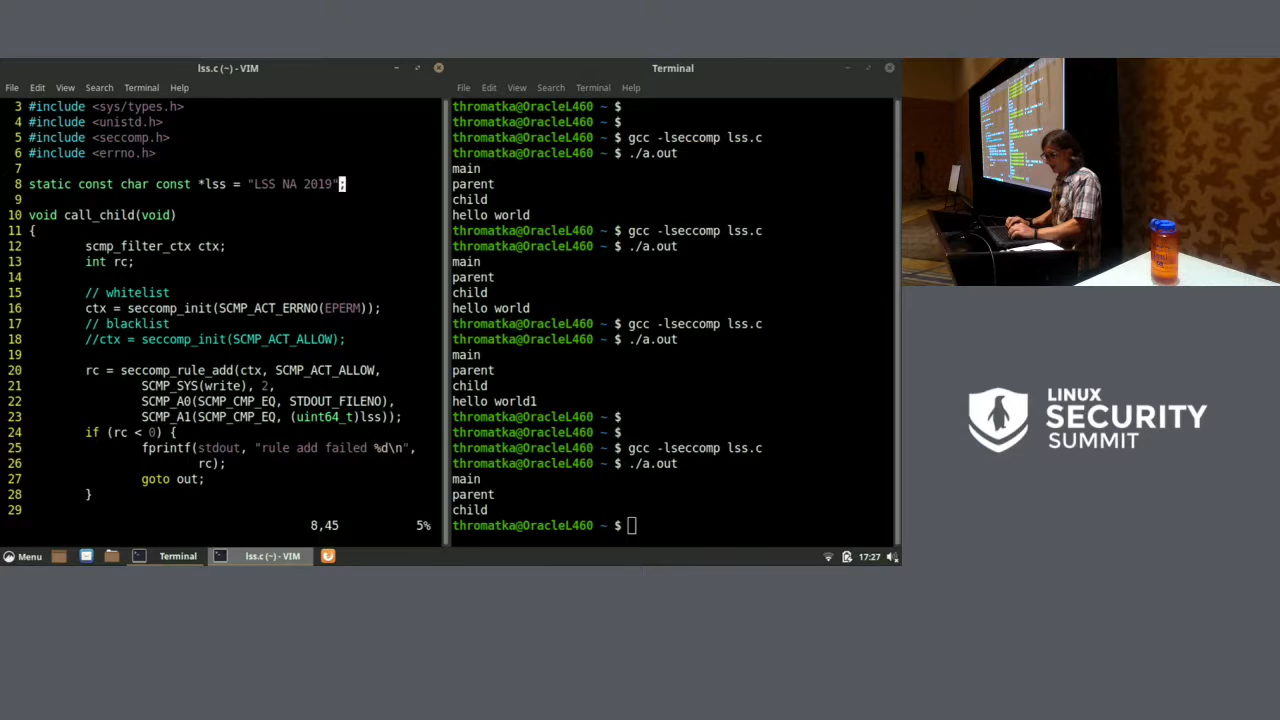 lss.c (~) - VIM
File Edit View Search Terminal Help
3 #include <sys/types.h>
4 #include <unistd.h>
5 #include <seccomp.h>
6 #include <errno.h>
7
8 static const char const *lss = "LSS NA 2019";
9
10 void call_child(void)
11 {
12 scmp_filter_ctx ctx;
13 int rc;
14
15 // whitelist
16 ctx = seccomp_init(SCMP_ACT_ERRNO(EPERM));
17 // blacklist
18 //ctx = seccomp_init(SCMP_ACT_ALLOW);
19
20 rc = seccomp_rule_add(ctx, SCMP_ACT_ALLOW,
21 SCMP_SYS(write), 2,
22 SCMP_A0(SCMP_CMP_EQ, STDOUT_FILENO),
23 SCMP_A1(SCMP_CMP_EQ, (uint64_t)lss));
24 if (rc < 0) {
25 fprintf(stdout, "rule add failed %d\n",
26 rc);
27 goto out;
28 }
29
8,45 5%
Terminal
File Edit View Search Terminal Help
thromatka@OracleL460 ~ $
thromatka@OracleL460 ~ $
thromatka@OracleL460 ~ $ gcc -lseccomp lss.c
thromatka@OracleL460 ~ $ ./a.out
main
parent
child
hello world
thromatka@OracleL460 ~ $ gcc -lseccomp lss.c
thromatka@OracleL460 ~ $ ./a.out
main
parent
child
hello world
thromatka@OracleL460 ~ $ gcc -lseccomp lss.c
thromatka@OracleL460 ~ $ ./a.out
main
parent
child
hello world1
thromatka@OracleL460 ~ $
thromatka@OracleL460 ~ $
thromatka@OracleL460 ~ $ gcc -lseccomp lss.c
thromatka@OracleL460 ~ $ ./a.out
main
parent
child
thromatka@OracleL460 ~ $
Menu Terminal lss.c (~) - VIM 17:27
LINUX
SECURITY
SUMMIT